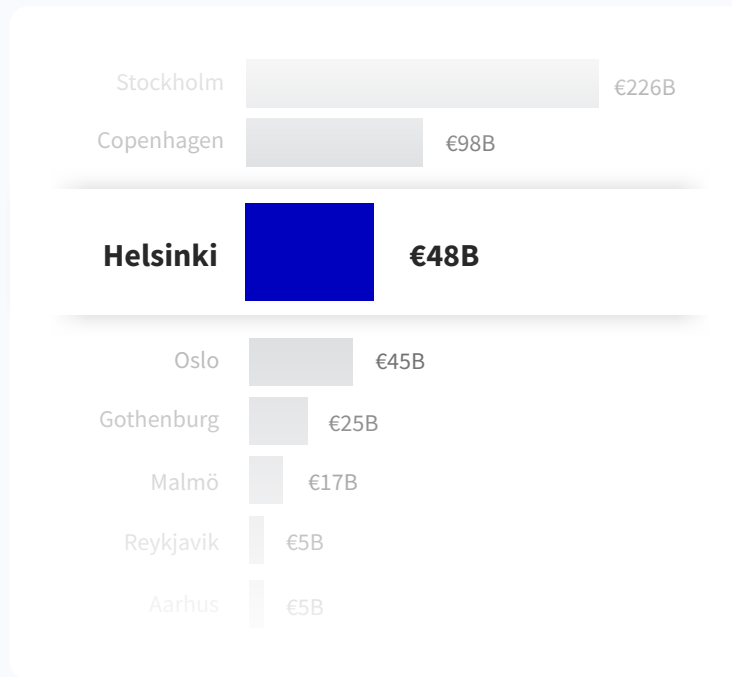 Stockholm €226B
Copenhagen €98B
Helsinki €48B
Oslo €45B
Gothenburg €25B
Malmö €17B
Reykjavik €5B
Aarhus €5B